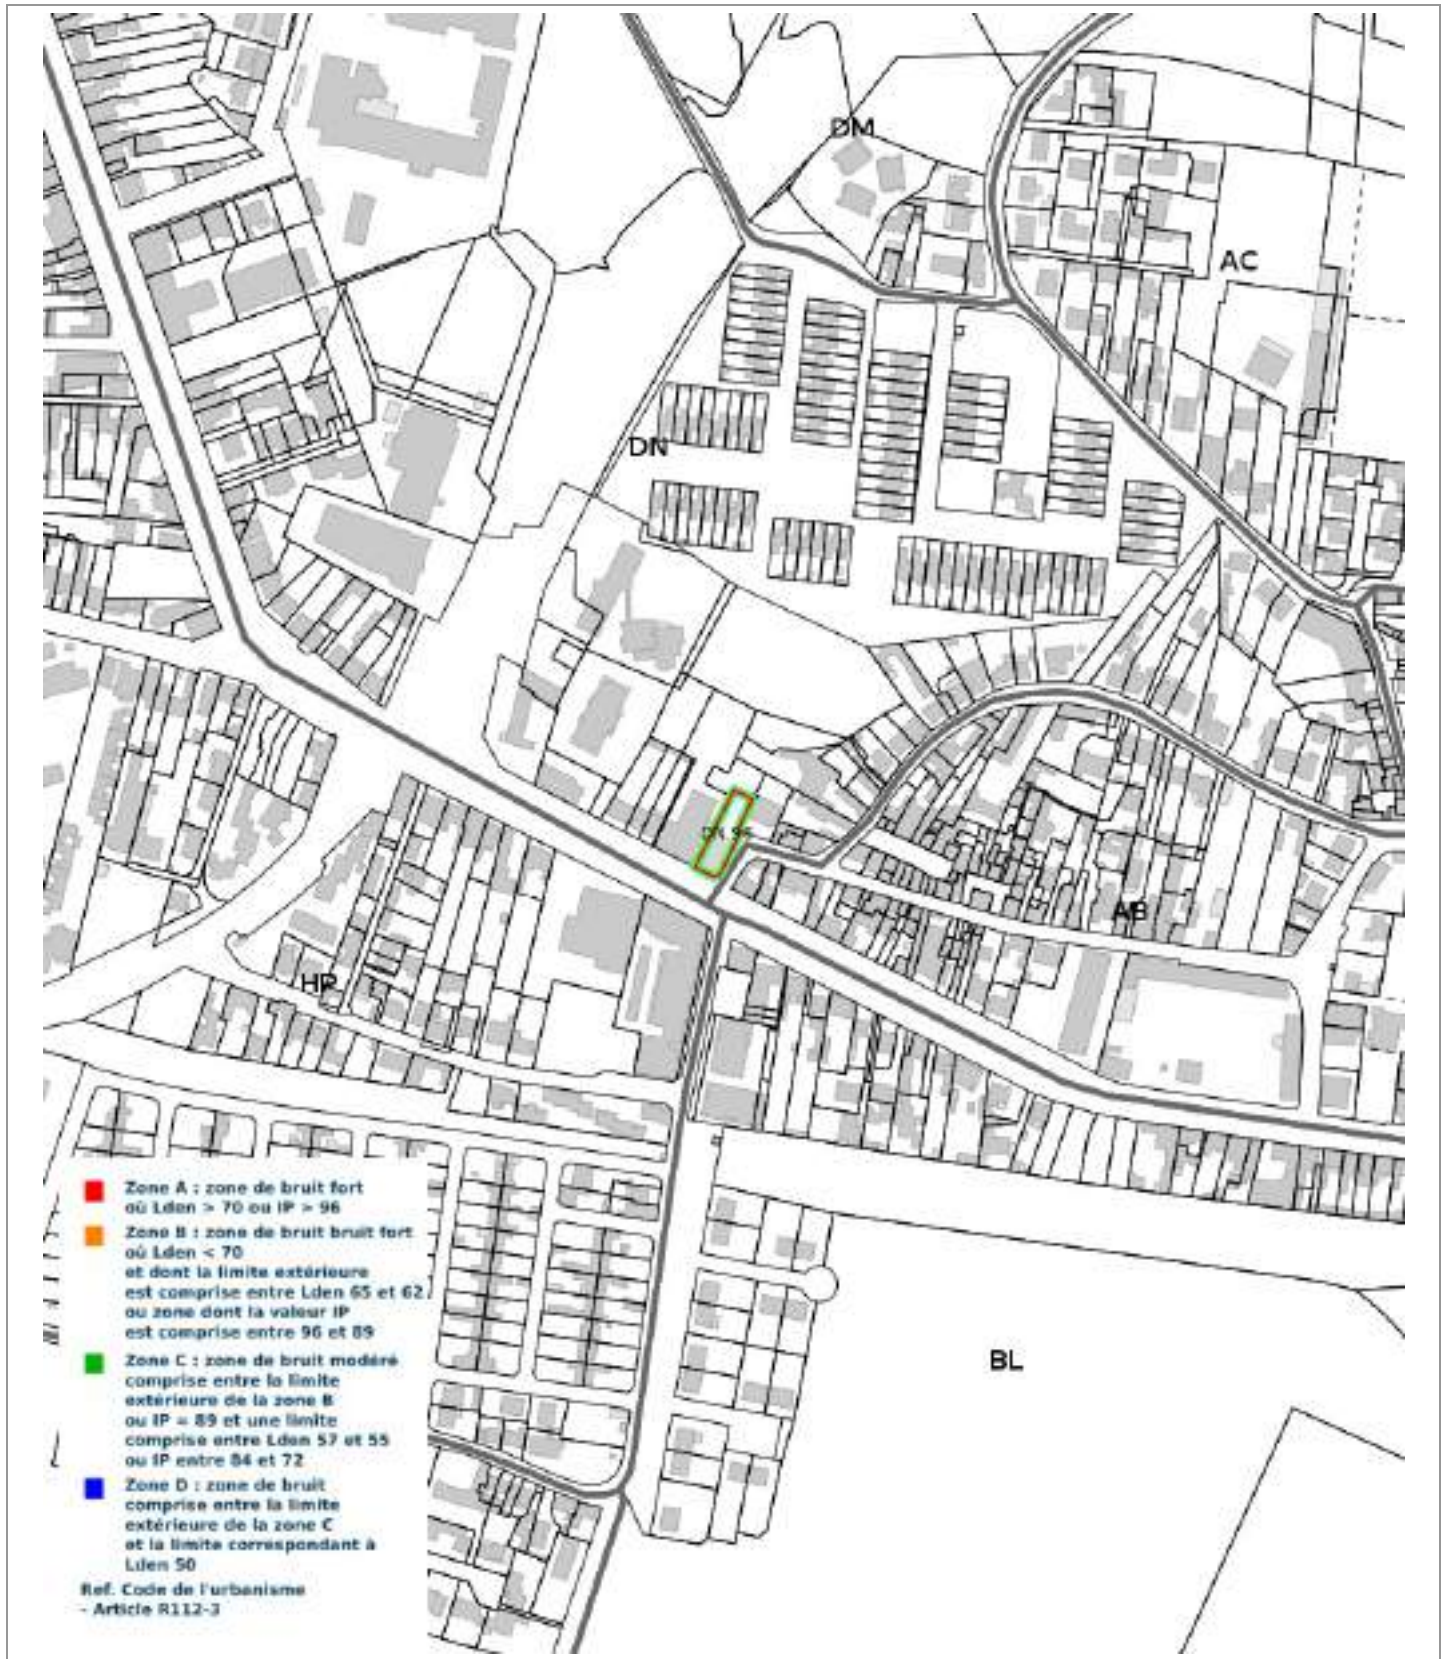 DM
AC
DN
DN 96
AB
HP
BL
Zone A : zone de bruit fort
où Lden > 70 ou IP > 96
Zone B : zone de bruit bruit fort
où Lden < 70
et dont la limite extérieure
est comprise entre Lden 65 et 62
ou zone dont la valeur IP
est comprise entre 96 et 89
Zone C : zone de bruit modéré
comprise entre la limite
extérieure de la zone B
ou IP = 89 et une limite
comprise entre Lden 57 et 55
ou IP entre 84 et 72
Zone D : zone de bruit
comprise entre la limite
extérieure de la zone C
et la limite correspondant à
Lden 50
Ref. Code de l'urbanisme
- Article R112-3